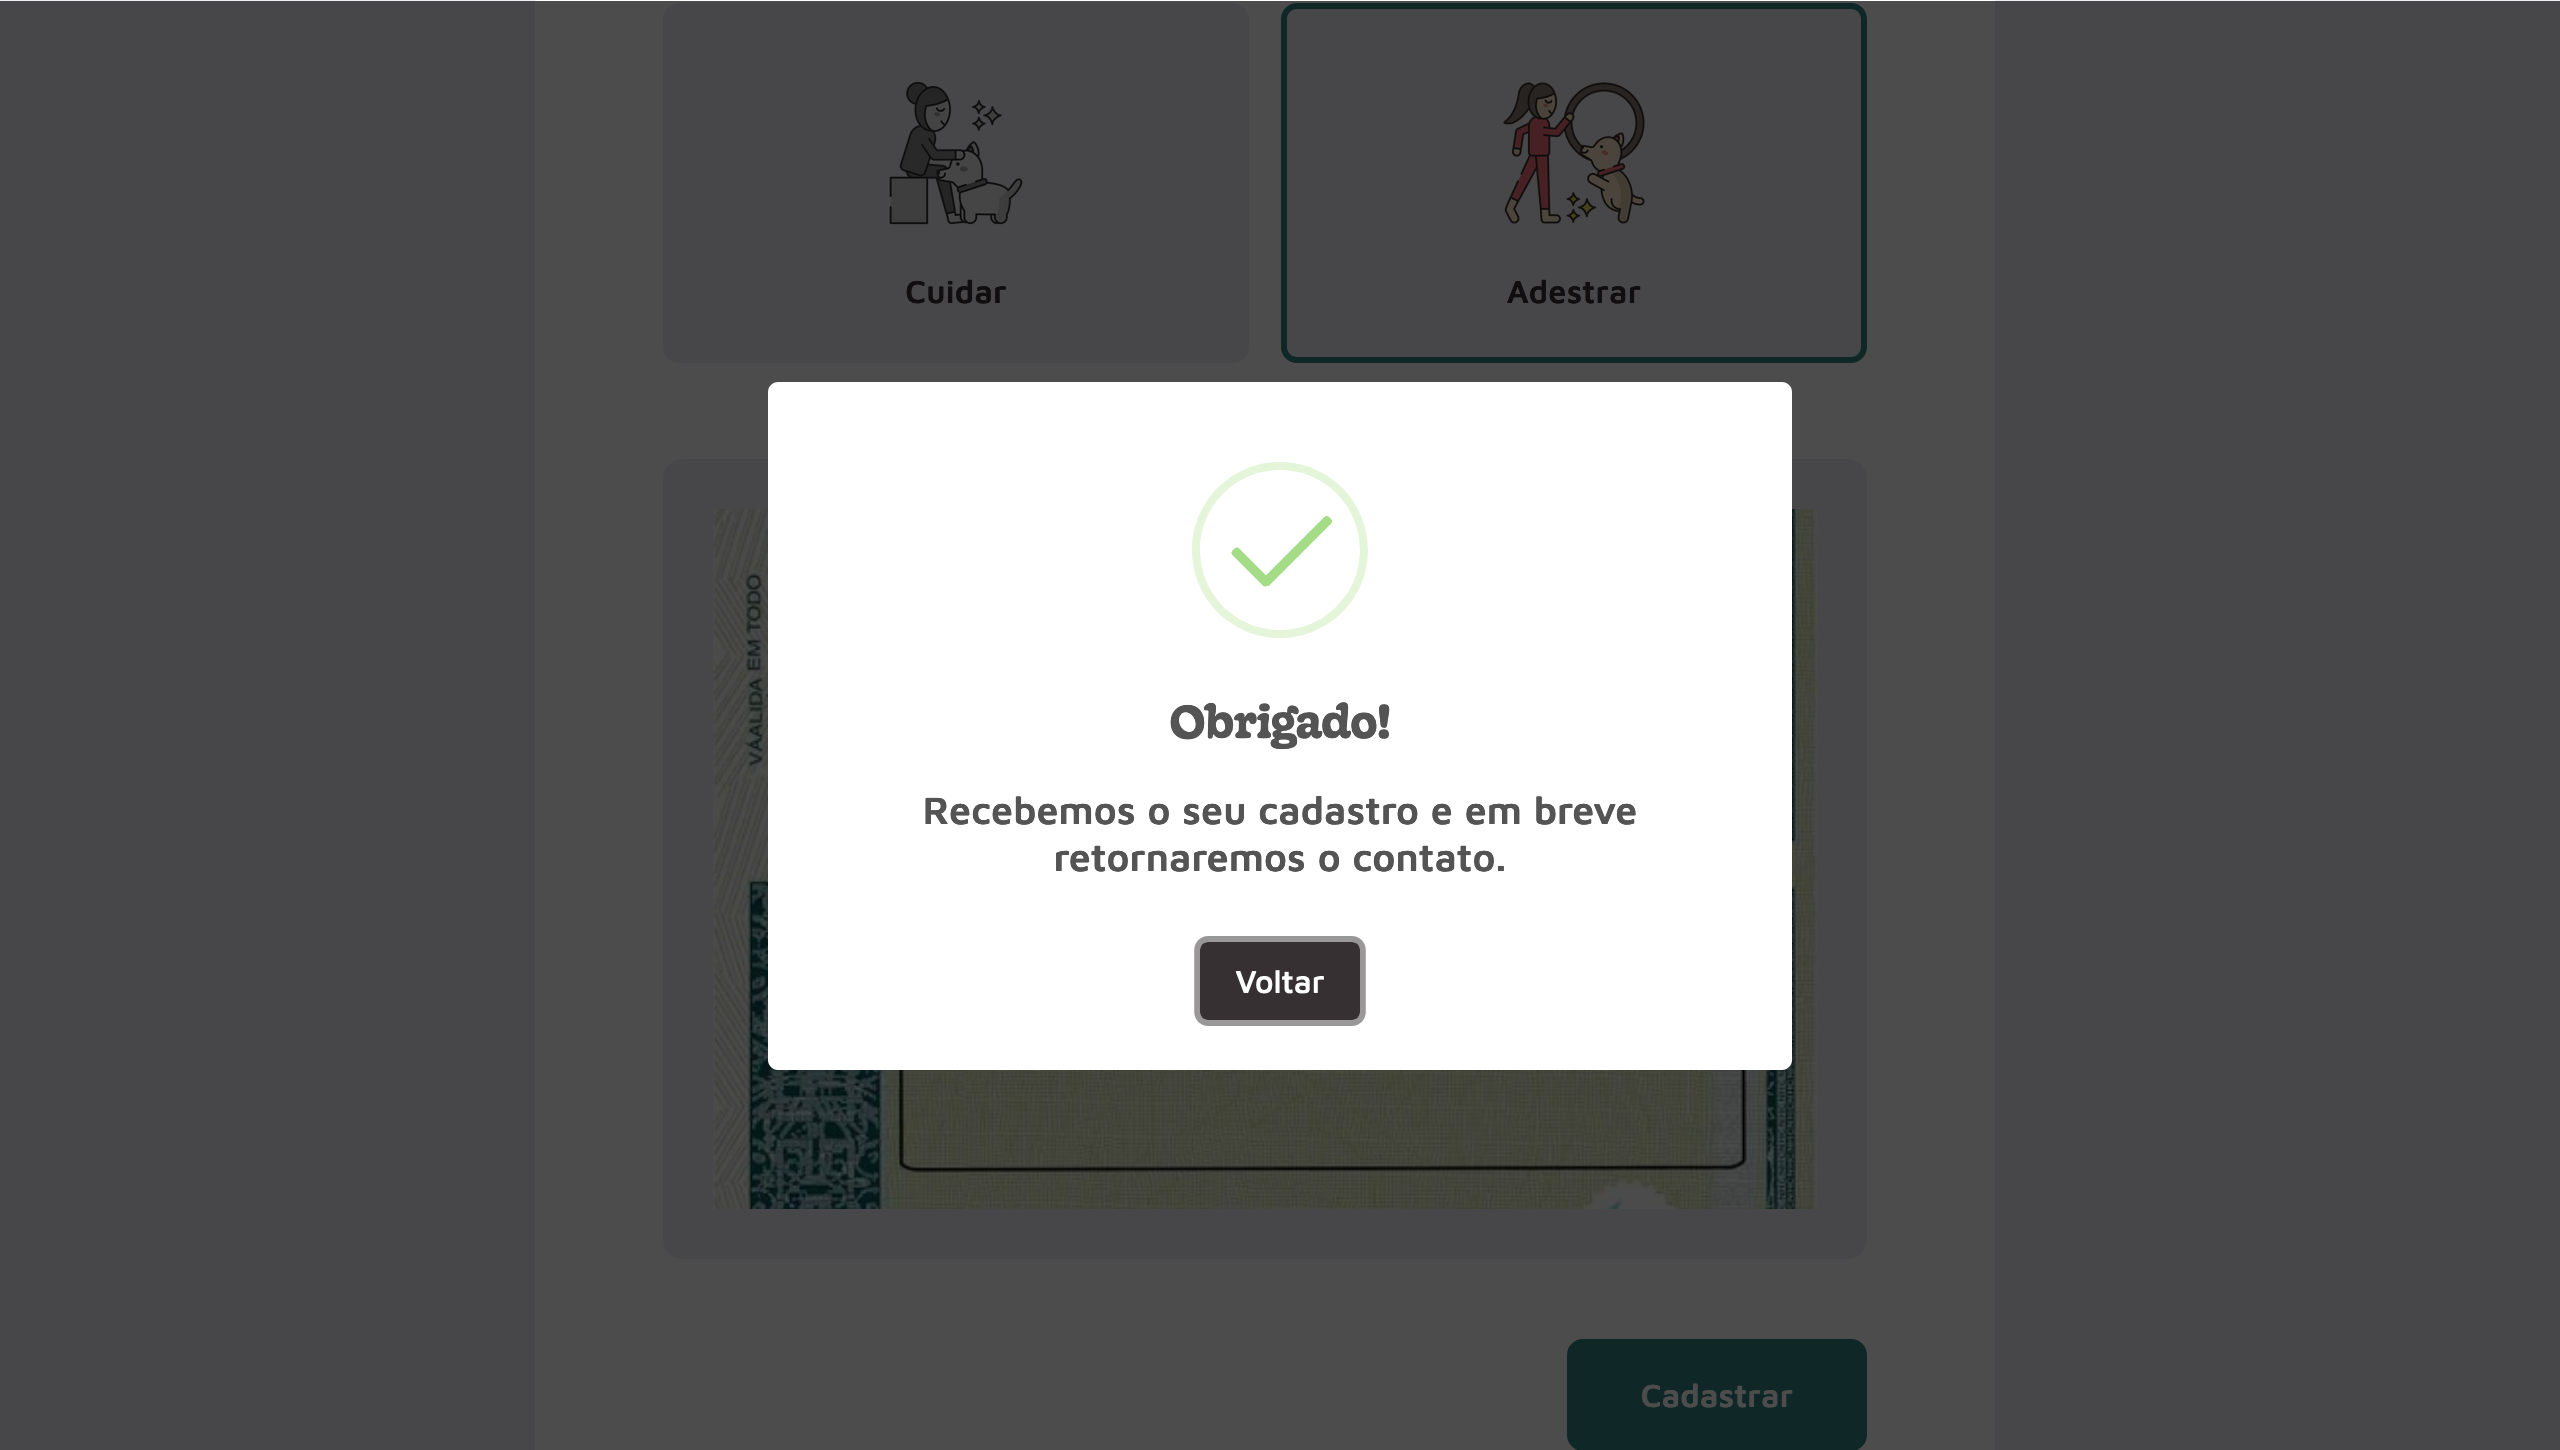 Cuidar
Adestrar
VÁALIDA EM TODO
Obrigado!
Recebemos o seu cadastro e em breve
retornaremos o contato.
Voltar
Cadastrar